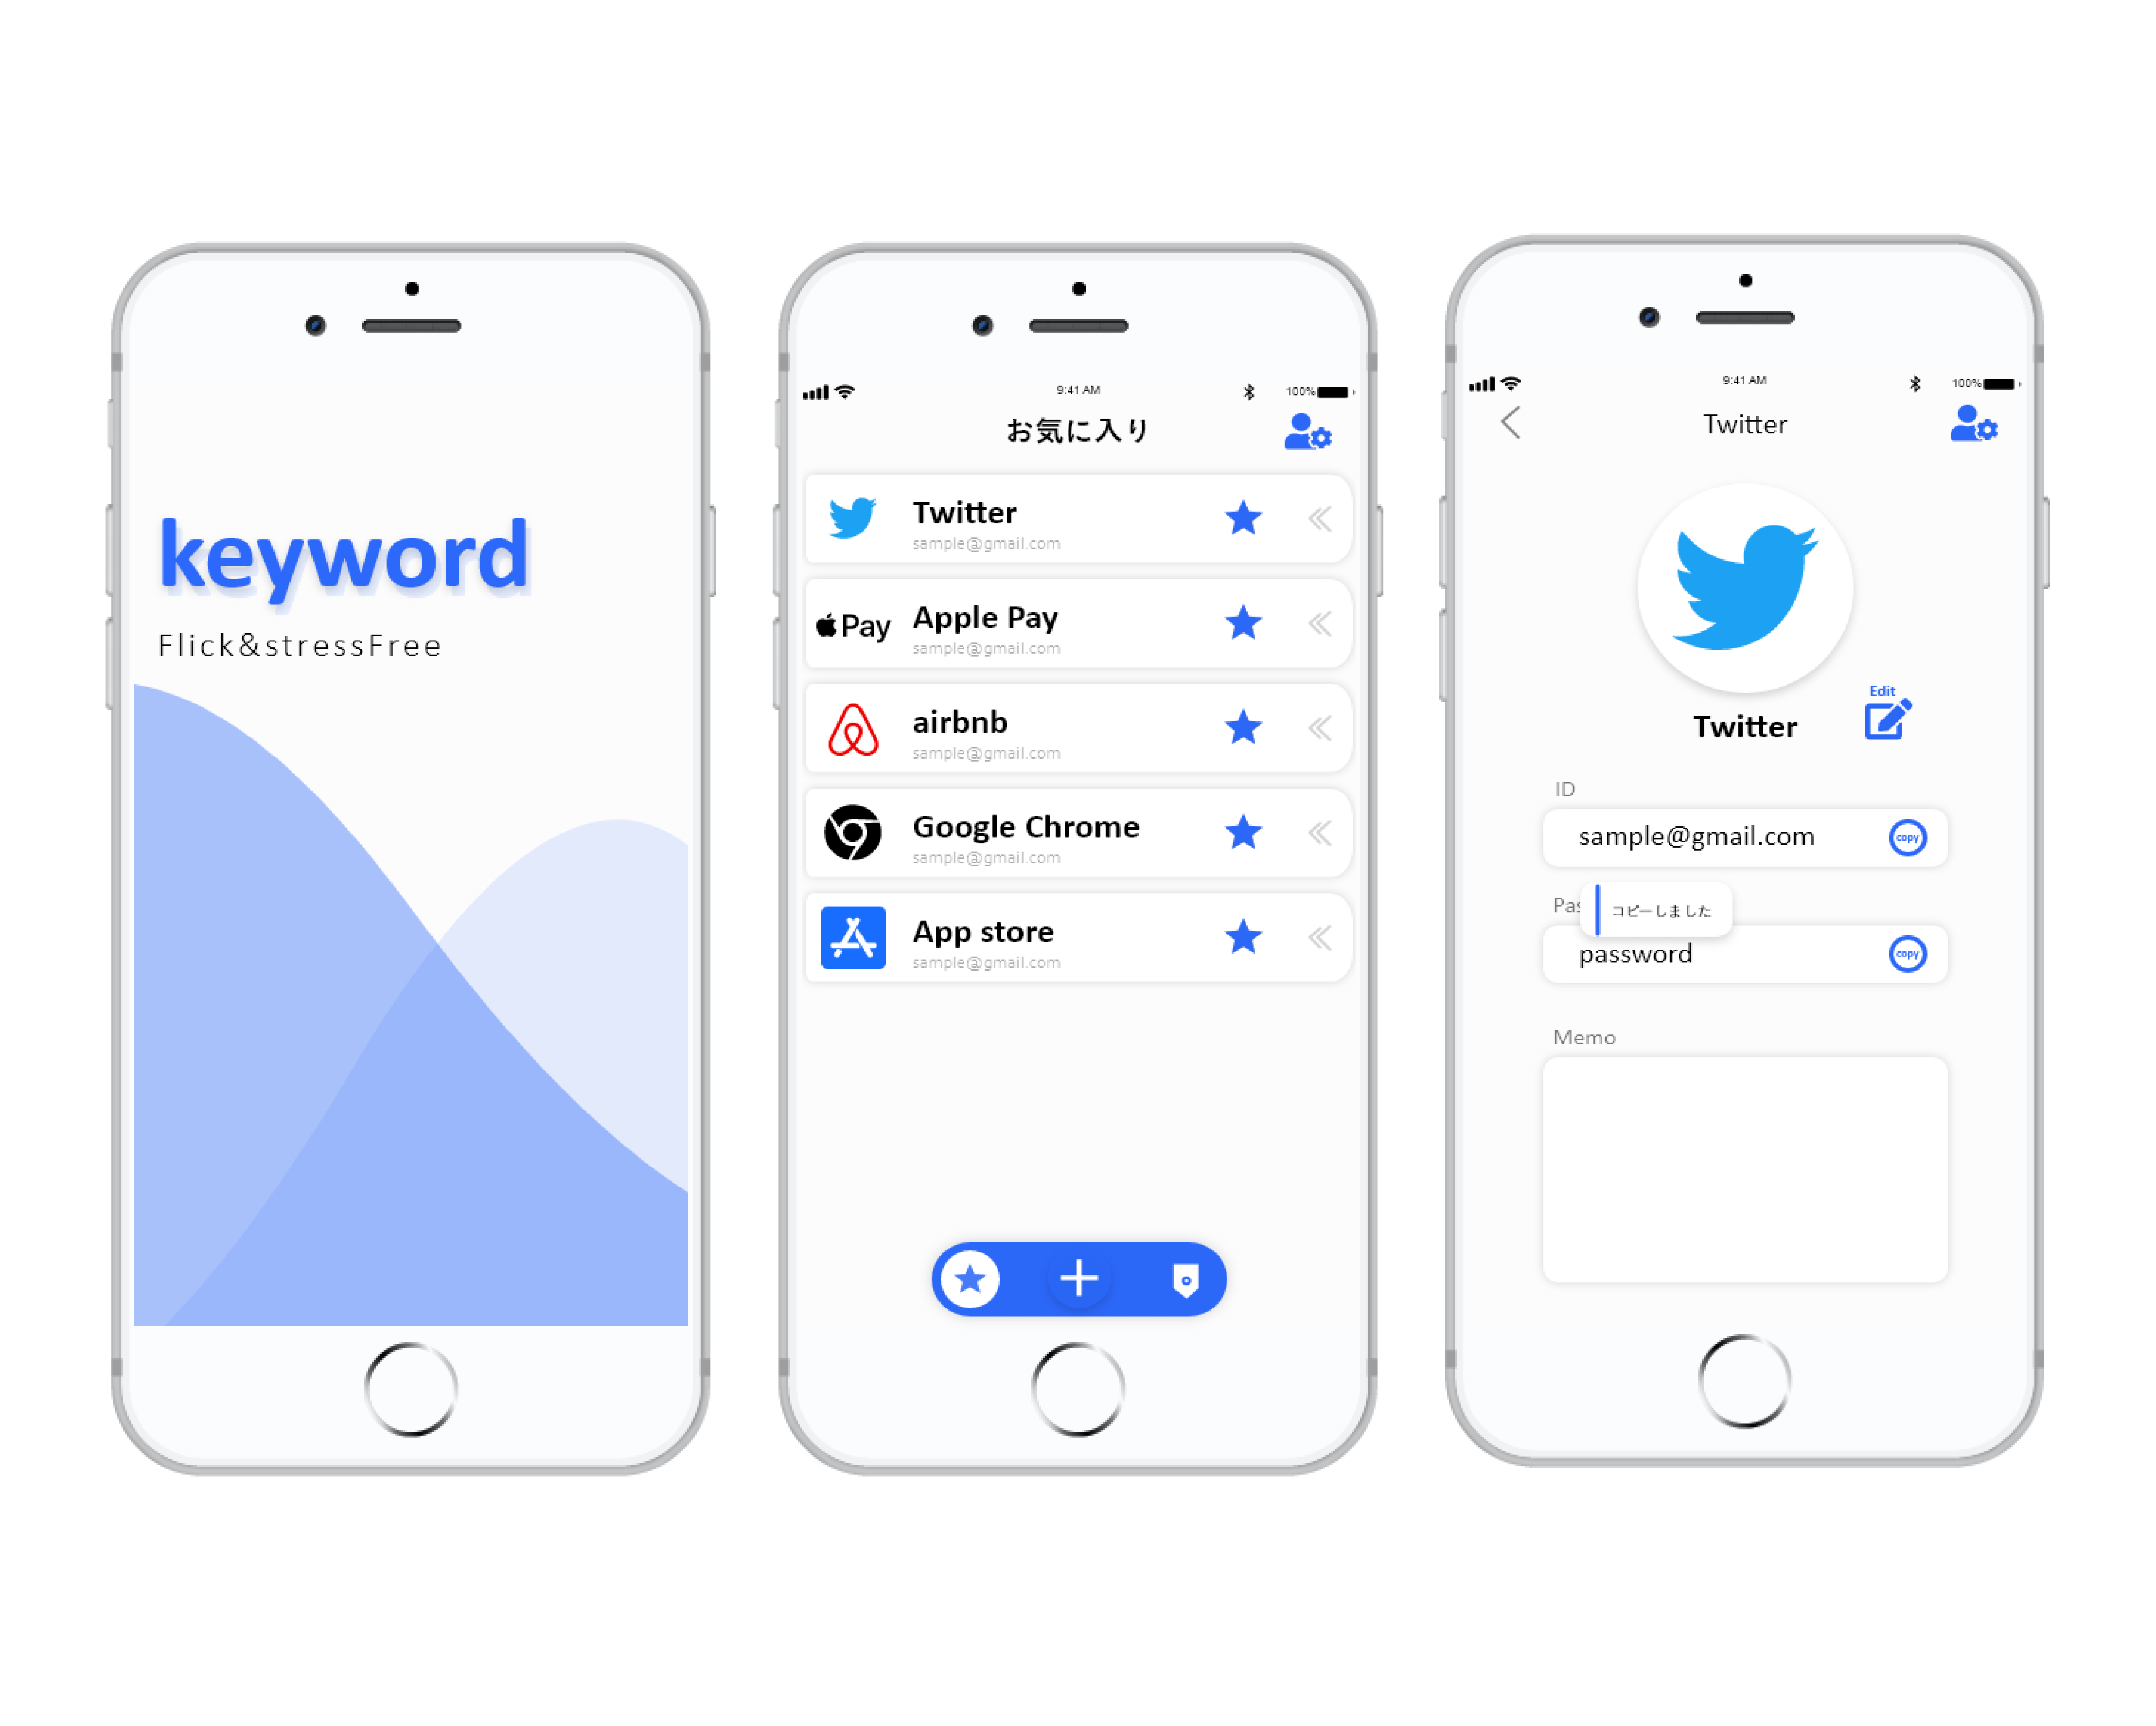 keyword
Flick&stressFree
9:41 AM
100%
お気に入り
Twitter
sample@gmail.com
Pay
Apple Pay
sample@gmail.com
airbnb
sample@gmail.com
Google Chrome
sample@gmail.com
App store
sample@gmail.com
9:41 AM
100%
Twitter
Edit
Twitter
ID
sample@gmail.com
copy
Pas
コピーしました
password
copy
Memo